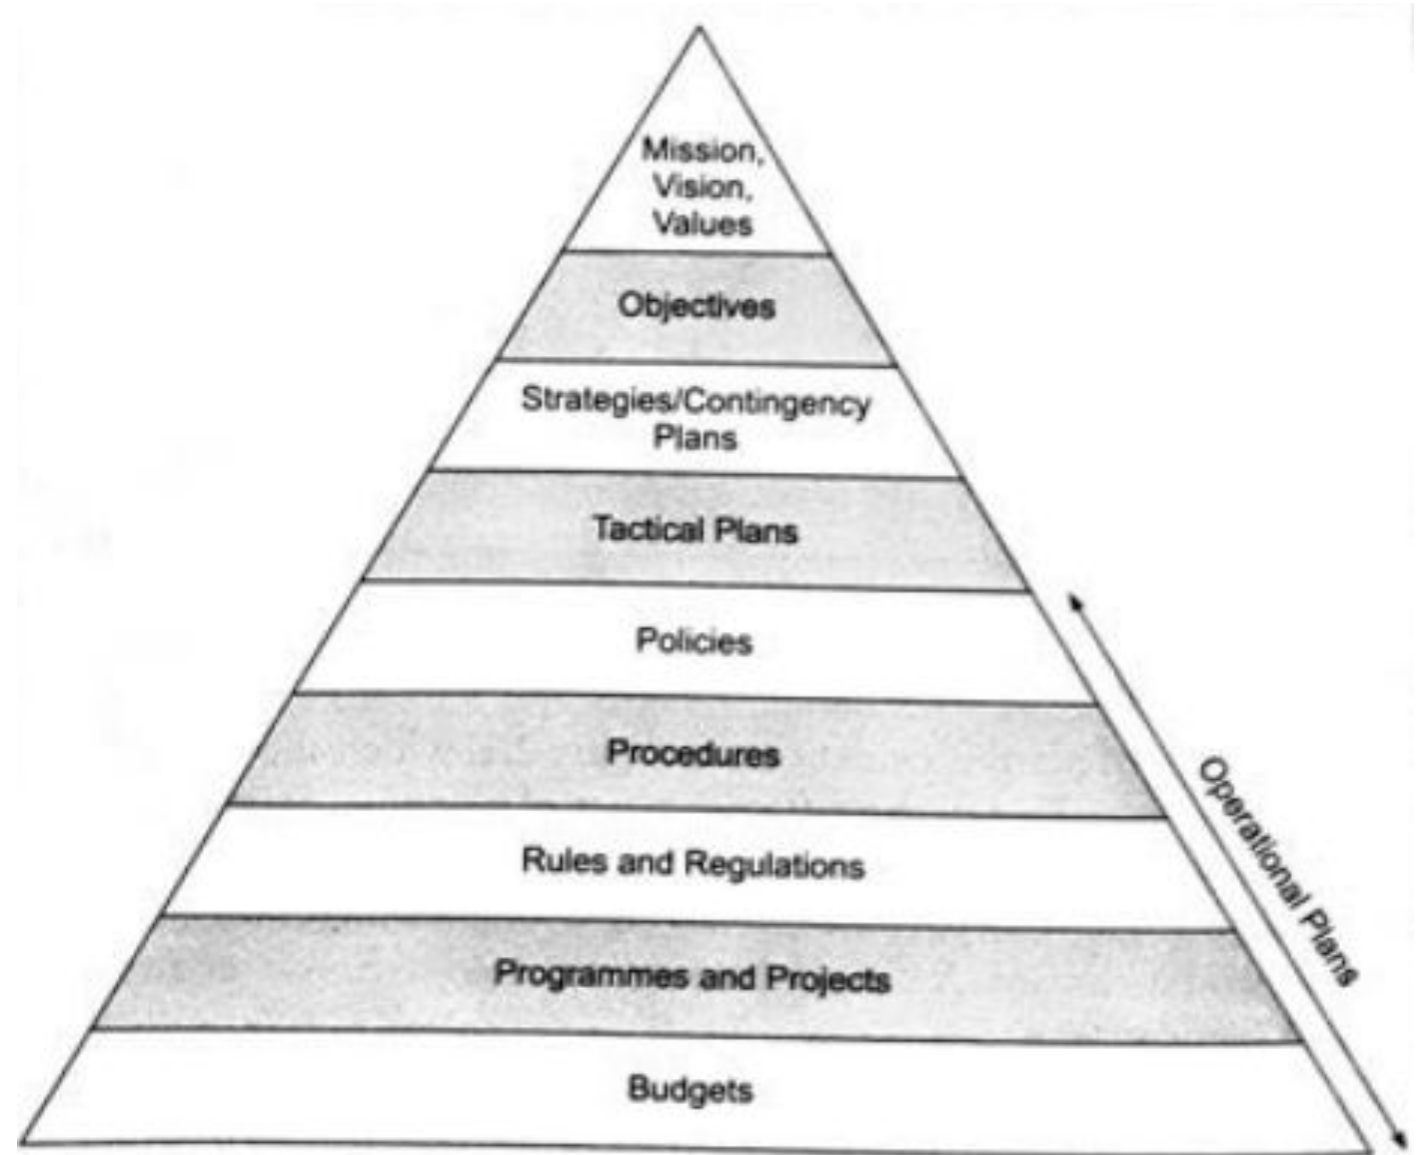 Mission,
Vision,
Values
Objectives
Strategies/Contingency
Plans
Tactical Plans
Policies
Procedures
Rules and Regulations
Programmes and Projects
Budgets
Operational Plans